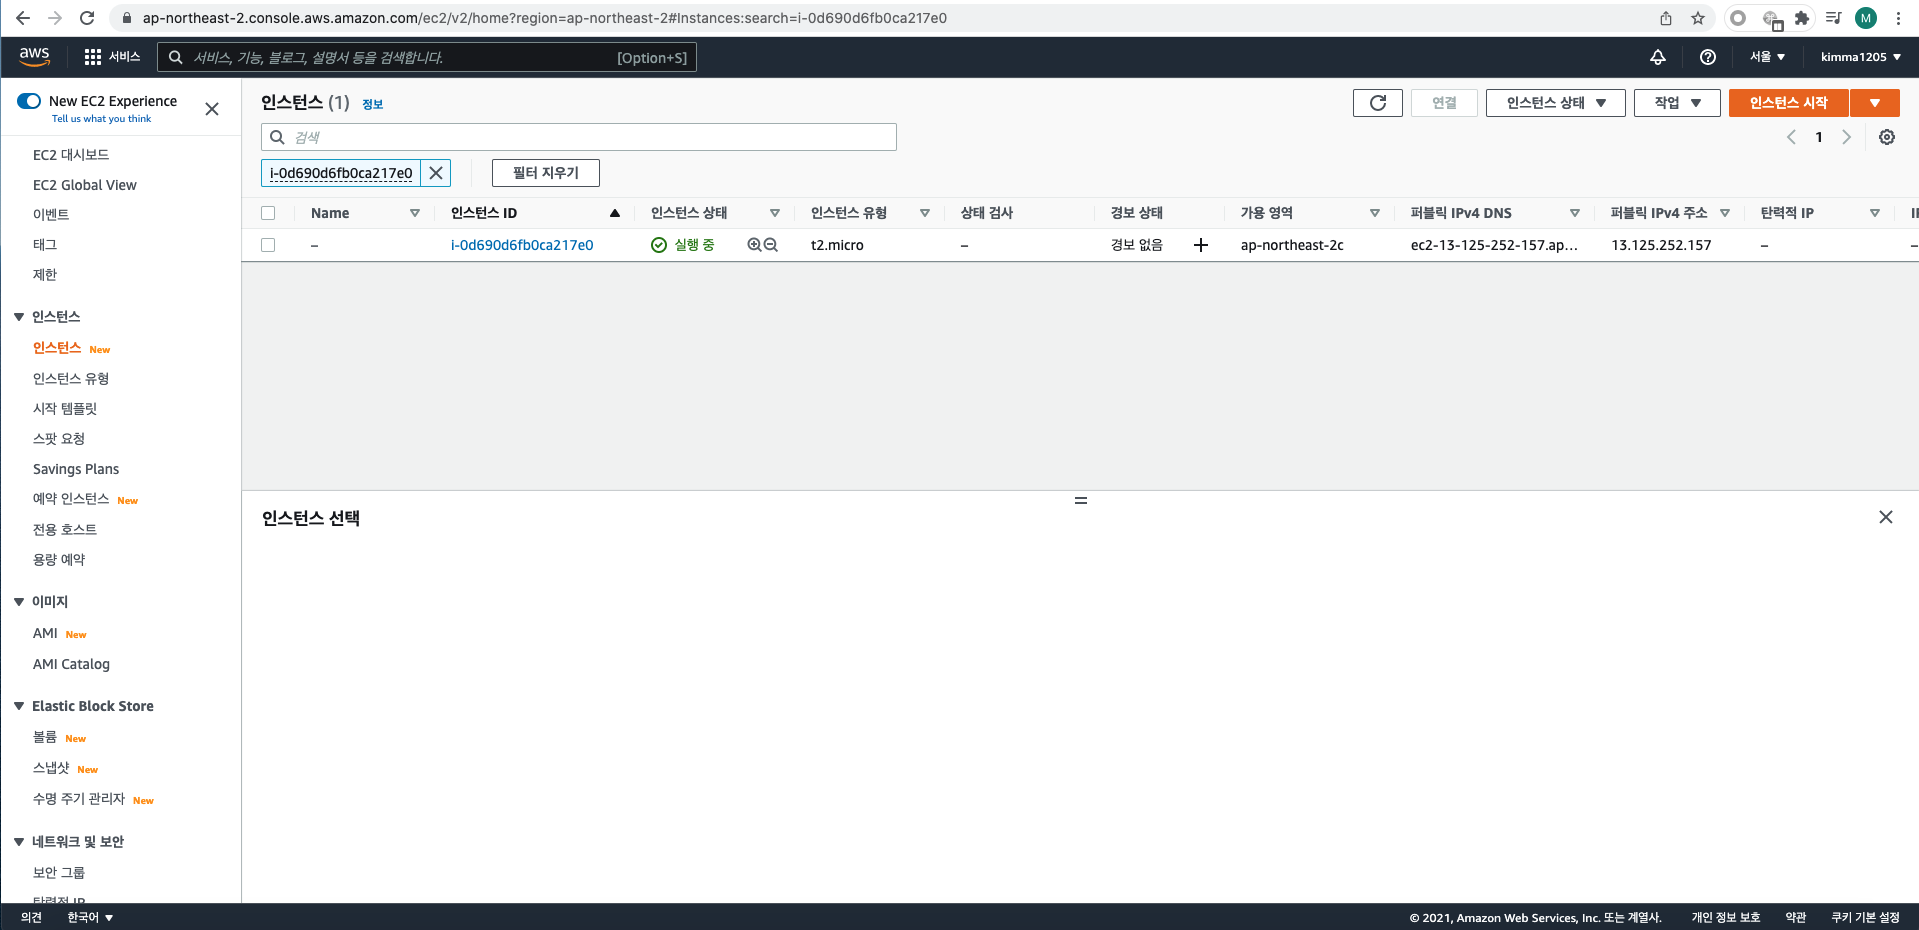 ap-northeast-2.console.aws.amazon.com/ec2/v2/home?region=ap-northeast-2#Instances:search=i-0d690d6fb0ca217e0
M
aws 서비스 서비스, 기능, 블로그, 설명서 등을 검색합니다. [Option+S] 서울 kimma1205
New EC2 Experience
Tell us what you think
EC2 대시보드
EC2 Global View
이벤트
태그
제한
인스턴스
인스턴스 New
인스턴스 유형
시작 템플릿
스팟 요청
Savings Plans
예약 인스턴스 New
전용 호스트
용량 예약
이미지
AMI New
AMI Catalog
Elastic Block Store
볼륨 New
스냅샷 New
수명 주기 관리자 New
네트워크 및 보안
보안 그룹
탄력적 IP
인스턴스 (1) 정보 연결 인스턴스 상태 작업 인스턴스 시작
검색 1
i-0d690d6fb0ca217e0 필터 지우기
Name 인스턴스 ID 인스턴스 상태 인스턴스 유형 상태 검사 경보 상태 가용 영역 퍼블릭 IPv4 DNS 퍼블릭 IPv4 주소 탄력적 IP
– i-0d690d6fb0ca217e0 실행 중 t2.micro – 경보 없음 + ap-northeast-2c ec2-13-125-252-157.ap... 13.125.252.157 – –
인스턴스 선택
의견 한국어 © 2021, Amazon Web Services, Inc. 또는 계열사. 개인 정보 보호 약관 쿠키 기본 설정